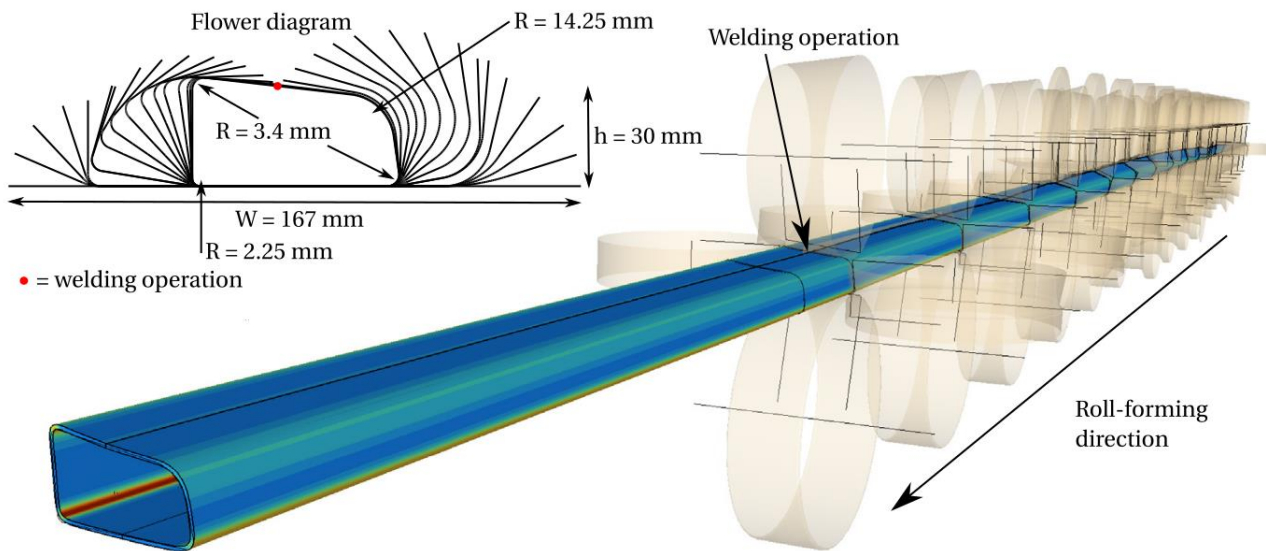 Flower diagram
R = 14.25 mm
R = 3.4 mm
h = 30 mm
W = 167 mm
R = 2.25 mm
• = welding operation
Welding operation
Roll-forming
direction